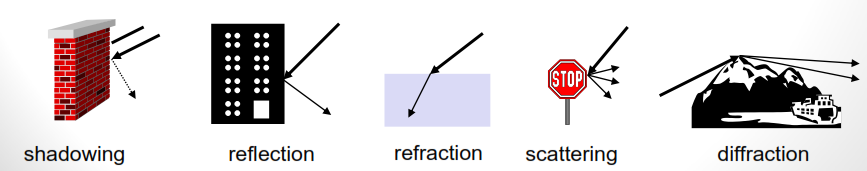 STOP
shadowing
reflection
refraction
scattering
diffraction